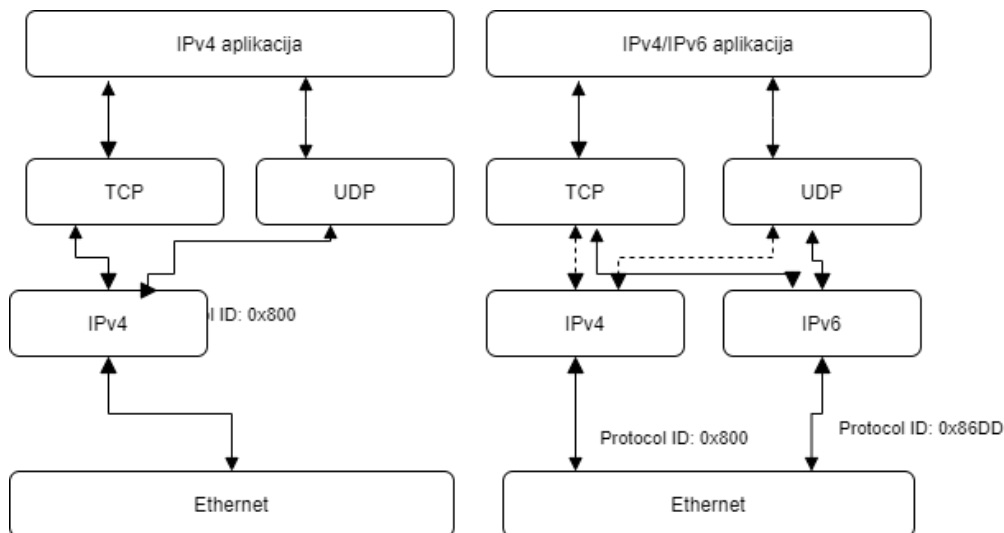 IPv4 aplikacija
IPv4/IPv6 aplikacija
TCP
UDP
TCP
UDP
IPv4
ID: 0x800
IPv4
IPv6
Protocol ID: 0x800
Protocol ID: 0x86DD
Ethernet
Ethernet